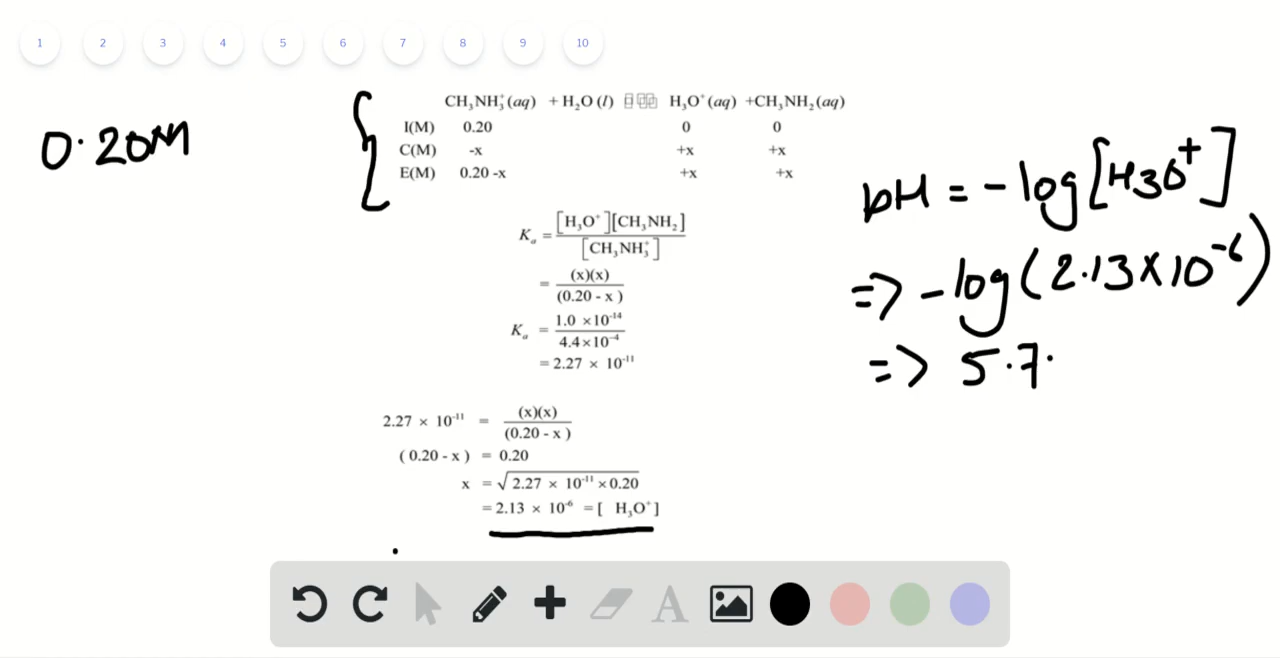 1 2 3 4 5 6 7 8 9 10
0.20M
CH₃NH₃⁺(aq) + H₂O (l) H₃O⁺(aq) +CH₃NH₂(aq)
I(M) 0.20 0 0
C(M) -x +x +x
E(M) 0.20 -x +x +x
Kₐ = [H₃O⁺][CH₃NH₂] / [CH₃NH₃⁺]
= (x)(x) / (0.20 - x )
Kₐ = 1.0 ×10⁻¹⁴ / 4.4×10⁻⁴
= 2.27 × 10⁻¹¹
2.27 × 10⁻¹¹ = (x)(x) / (0.20 - x )
( 0.20 - x ) = 0.20
x = √2.27 × 10⁻¹¹ ×0.20
= 2.13 × 10⁻⁶ = [ H₃O⁺]
pH = -log[H3O⁺]
=> -log(2.13X10⁻⁶)
=> 5.7.
A